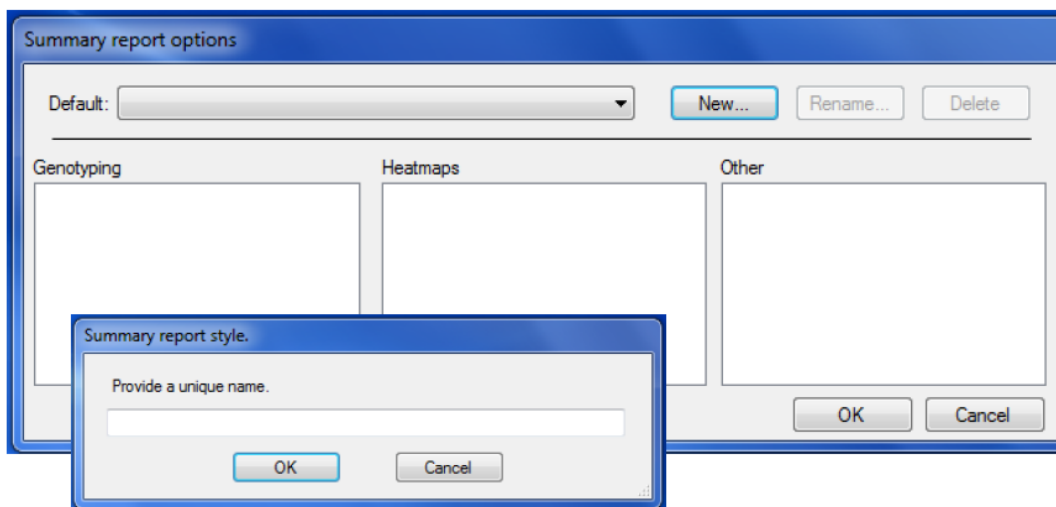 Summary report options
Default: New... Rename... Delete
Genotyping Heatmaps Other
Summary report style.
Provide a unique name.
OK Cancel
OK Cancel